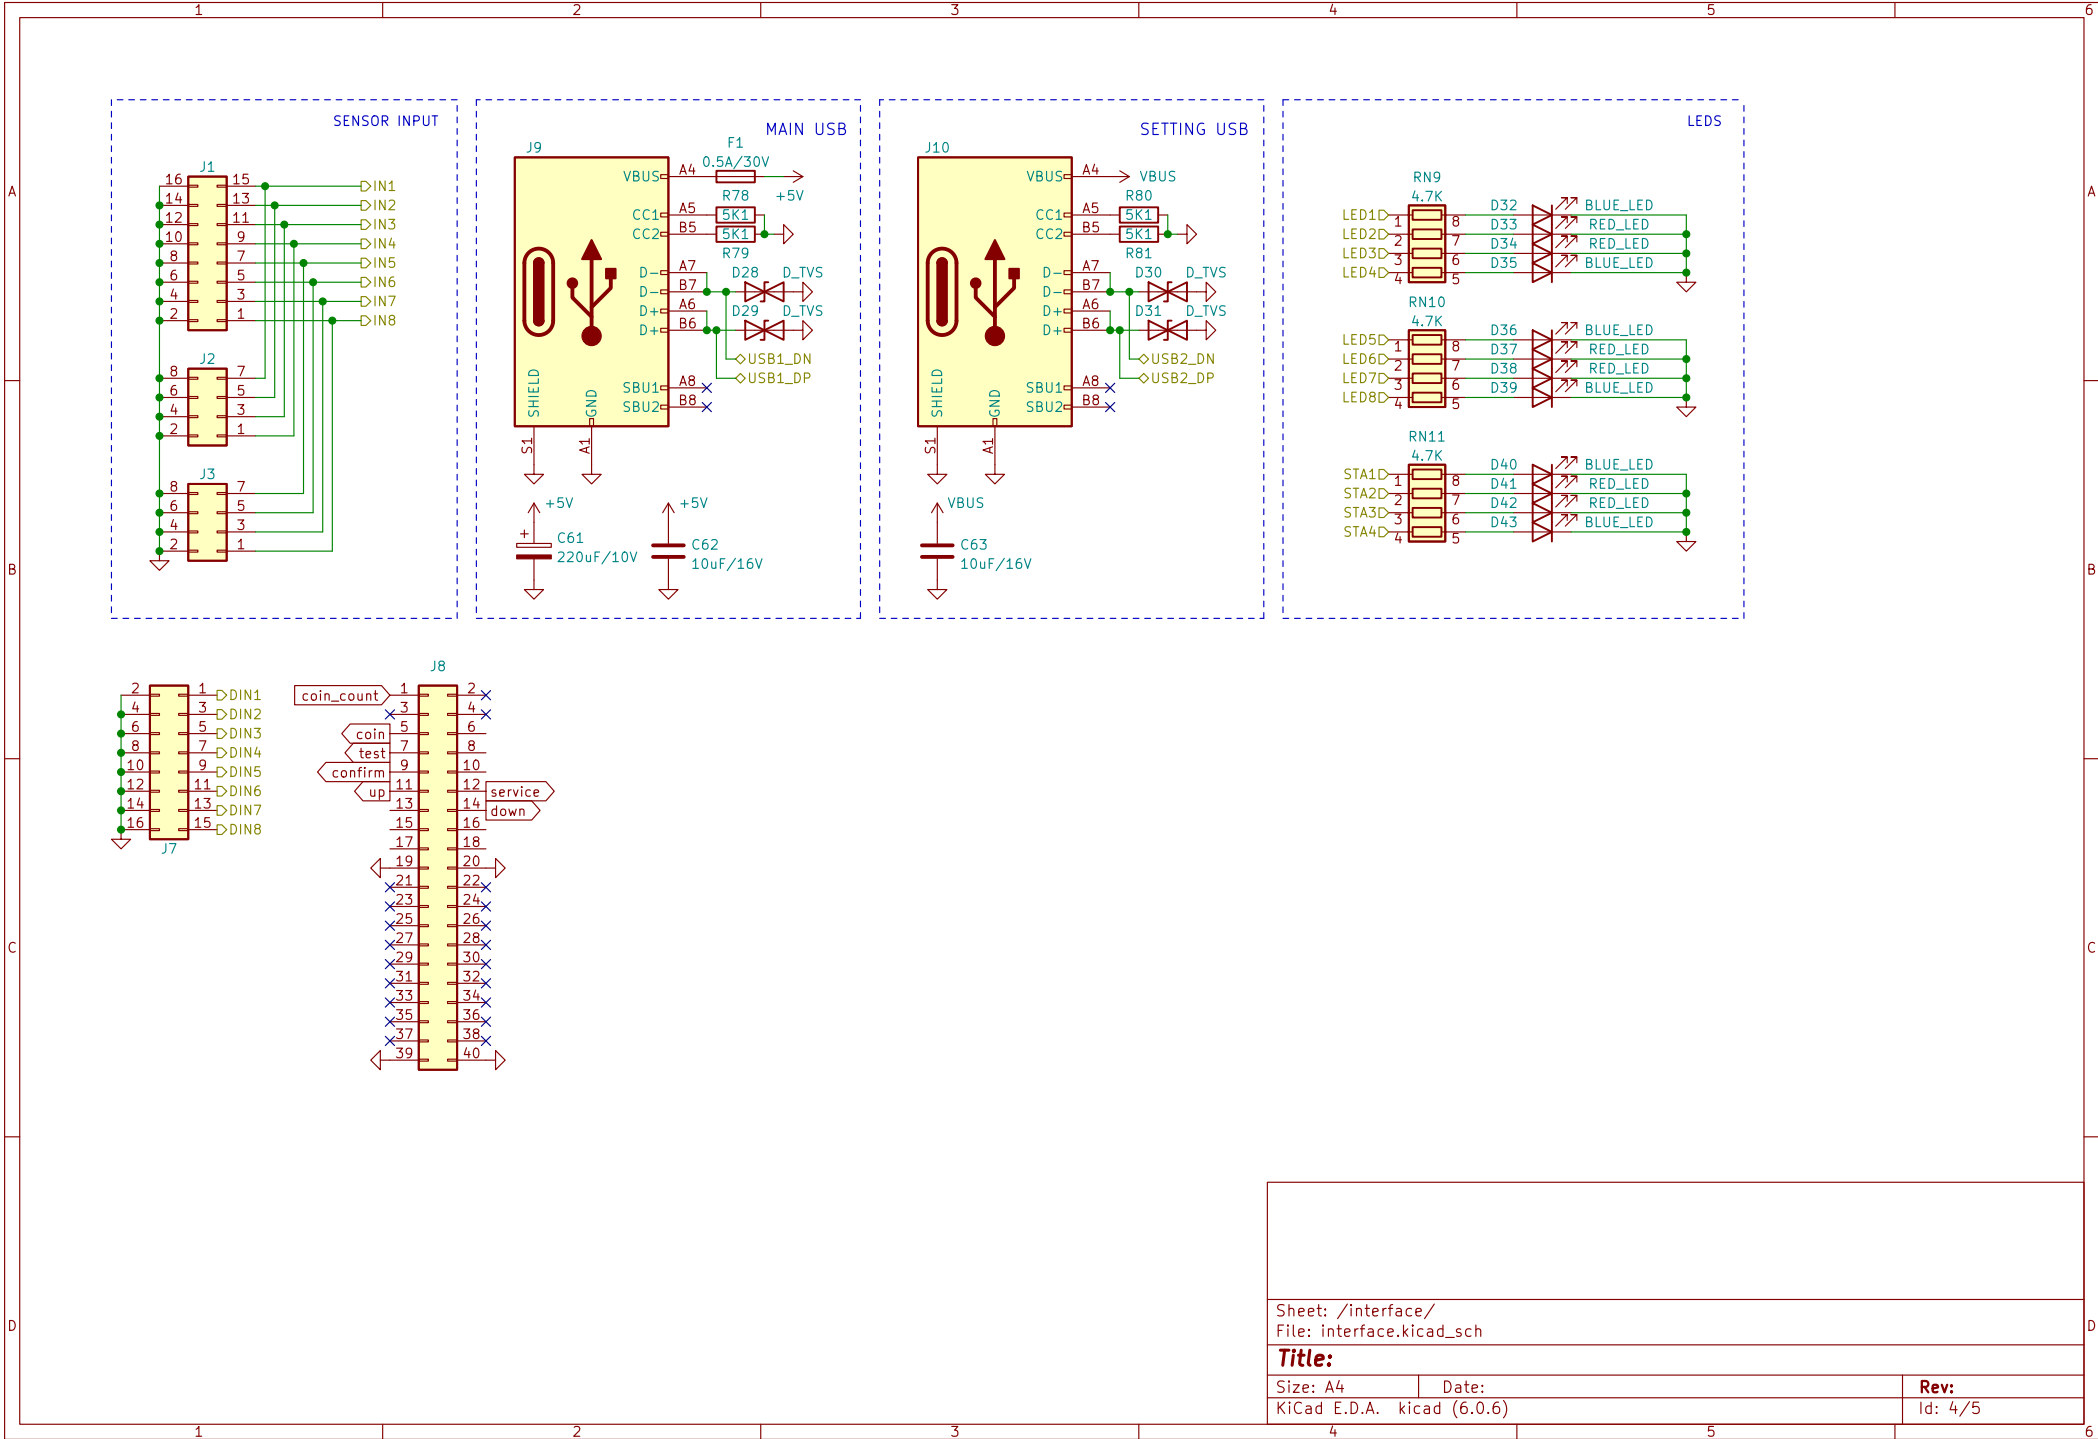 1 2 3 4 5 6
A
B
C
D
SENSOR INPUT
J1
16 15 IN1
14 13 IN2
12 11 IN3
10 9 IN4
8 7 IN5
6 5 IN6
4 3 IN7
2 1 IN8
J2
8 7
6 5
4 3
2 1
J3
8 7
6 5
4 3
2 1
MAIN USB
J9
F1
0.5A/30V
VBUS A4
+5V
R78
CC1 A5 5K1
CC2 B5 5K1
R79
D- A7 D28 D_TVS
D- B7
D+ A6 D29 D_TVS
D+ B6
USB1_DN
USB1_DP
SBU1 A8
SBU2 B8
SHIELD
GND
S1
A1
+5V
+
C61
220uF/10V
+5V
C62
10uF/16V
SETTING USB
J10
VBUS A4 VBUS
R80
CC1 A5 5K1
CC2 B5 5K1
R81
D- A7 D30 D_TVS
D- B7
D+ A6 D31 D_TVS
D+ B6
USB2_DN
USB2_DP
SBU1 A8
SBU2 B8
SHIELD
GND
S1
A1
VBUS
C63
10uF/16V
LEDS
RN9
4.7K
LED1 1 8 D32 BLUE_LED
LED2 2 7 D33 RED_LED
LED3 3 6 D34 RED_LED
LED4 4 5 D35 BLUE_LED
RN10
4.7K
LED5 1 8 D36 BLUE_LED
LED6 2 7 D37 RED_LED
LED7 3 6 D38 RED_LED
LED8 4 5 D39 BLUE_LED
RN11
4.7K
STA1 1 8 D40 BLUE_LED
STA2 2 7 D41 RED_LED
STA3 3 6 D42 RED_LED
STA4 4 5 D43 BLUE_LED
2 1 DIN1
4 3 DIN2
6 5 DIN3
8 7 DIN4
10 9 DIN5
12 11 DIN6
14 13 DIN7
16 15 DIN8
J7
J8
coin_count 1 2
3 4
coin 5 6
test 7 8
confirm 9 10
up 11 12 service
13 14 down
15 16
17 18
19 20
21 22
23 24
25 26
27 28
29 30
31 32
33 34
35 36
37 38
39 40
A
B
C
D
Sheet: /interface/
File: interface.kicad_sch
Title:
Size: A4 Date: Rev:
KiCad E.D.A. kicad (6.0.6) Id: 4/5
1 2 3 4 5 6